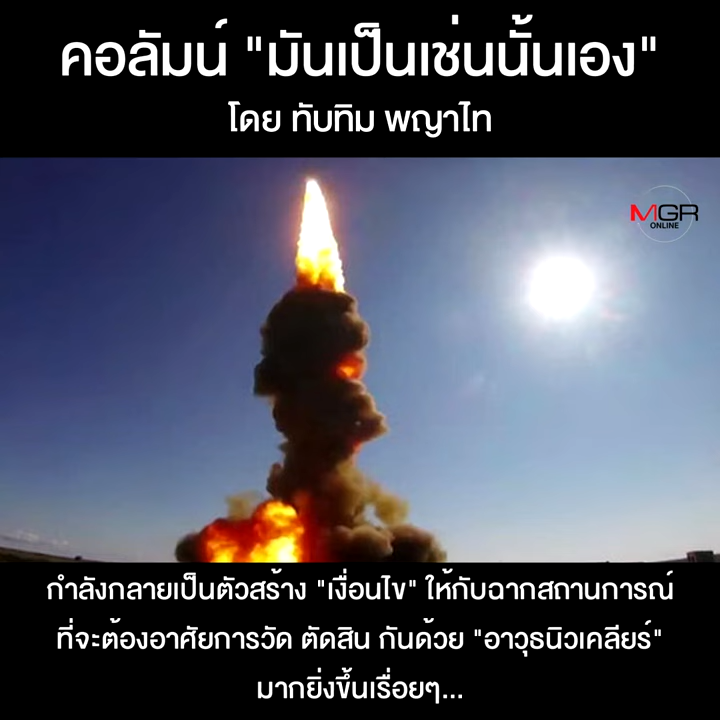 คอลัมน์ "มันเป็นเช่นนั้นเอง"
โดย ทับทิม พญาไท
MGR
ONLINE
กำลังกลายเป็นตัวสร้าง "เงื่อนไข" ให้กับฉากสถานการณ์
ที่จะต้องอาศัยการวัด ตัดสิน กันด้วย "อาวุธนิวเคลียร์"
มากยิ่งขึ้นเรื่อยๆ...